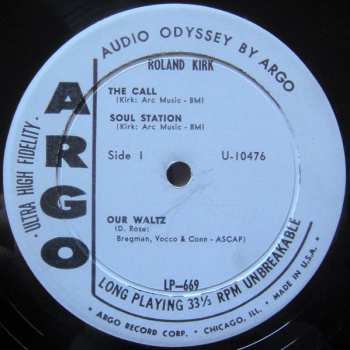 AUDIO ODYSSEY BY ARGO
ROLAND KIRK
THE CALL
(Kirk: Arc Music - BMI)
SOUL STATION
(Kirk: Arc Music - BMI)
Side 1 U-10476
OUR WALTZ
(D. Rose:
Bregman, Vocco & Conn - ASCAP)
LP-669
LONG PLAYING 33⅓ RPM UNBREAKABLE
• ARGO RECORD CORP. • CHICAGO, ILL. • MADE IN U.S.A. •
• ULTRA HIGH FIDELITY •
ARGO